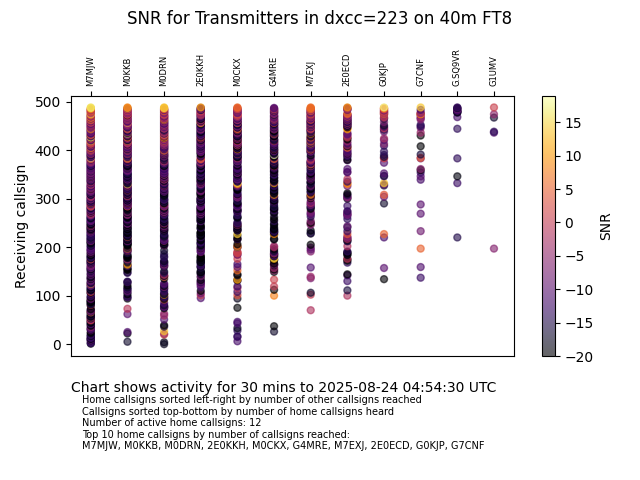 SNR for Transmitters in dxcc=223 on 40m FT8
M7MJW M0KKB M0DRN 2E0KKH M0CKX G4MRE M7EXJ 2E0ECD G0KJP G7CNF G.SQ9VR G1UMV
500
400
300
200
100
0
Receiving callsign
15
10
5
0
−5
−10
−15
−20
SNR
Chart shows activity for 30 mins to 2025-08-24 04:54:30 UTC
Home callsigns sorted left-right by number of other callsigns reached
Callsigns sorted top-bottom by number of home callsigns heard
Number of active home callsigns: 12
Top 10 home callsigns by number of callsigns reached:
M7MJW, M0KKB, M0DRN, 2E0KKH, M0CKX, G4MRE, M7EXJ, 2E0ECD, G0KJP, G7CNF